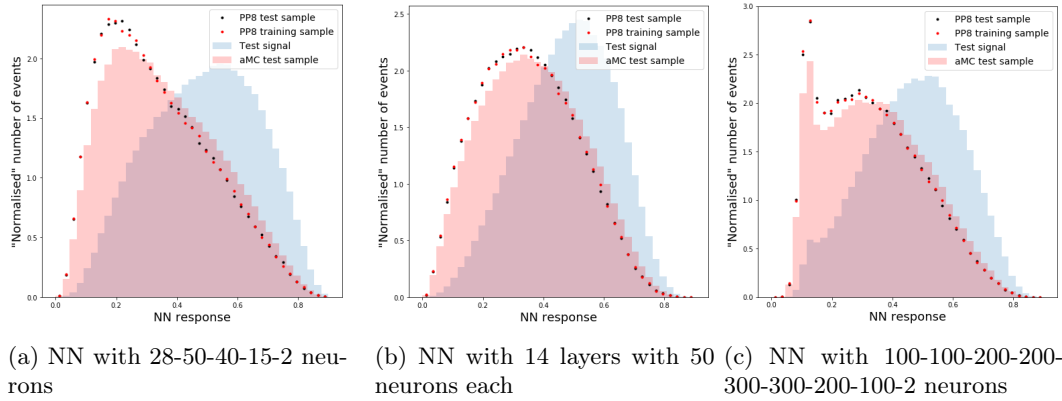 "Normalised" number of events
2.0
1.5
1.0
0.5
0.0
0.0 0.2 0.4 0.6 0.8
NN response
PP8 test sample
PP8 training sample
Test signal
aMC test sample
"Normalised" number of events
2.5
2.0
1.5
1.0
0.5
0.0
0.0 0.2 0.4 0.6 0.8
NN response
PP8 test sample
PP8 training sample
Test signal
aMC test sample
"Normalised" number of events
3.0
2.5
2.0
1.5
1.0
0.5
0.0
0.0 0.2 0.4 0.6 0.8
NN response
PP8 test sample
PP8 training sample
Test signal
aMC test sample
(a) NN with 28-50-40-15-2 neu-
rons
(b) NN with 14 layers with 50
neurons each
(c) NN with 100-100-200-200-
300-300-200-100-2 neurons